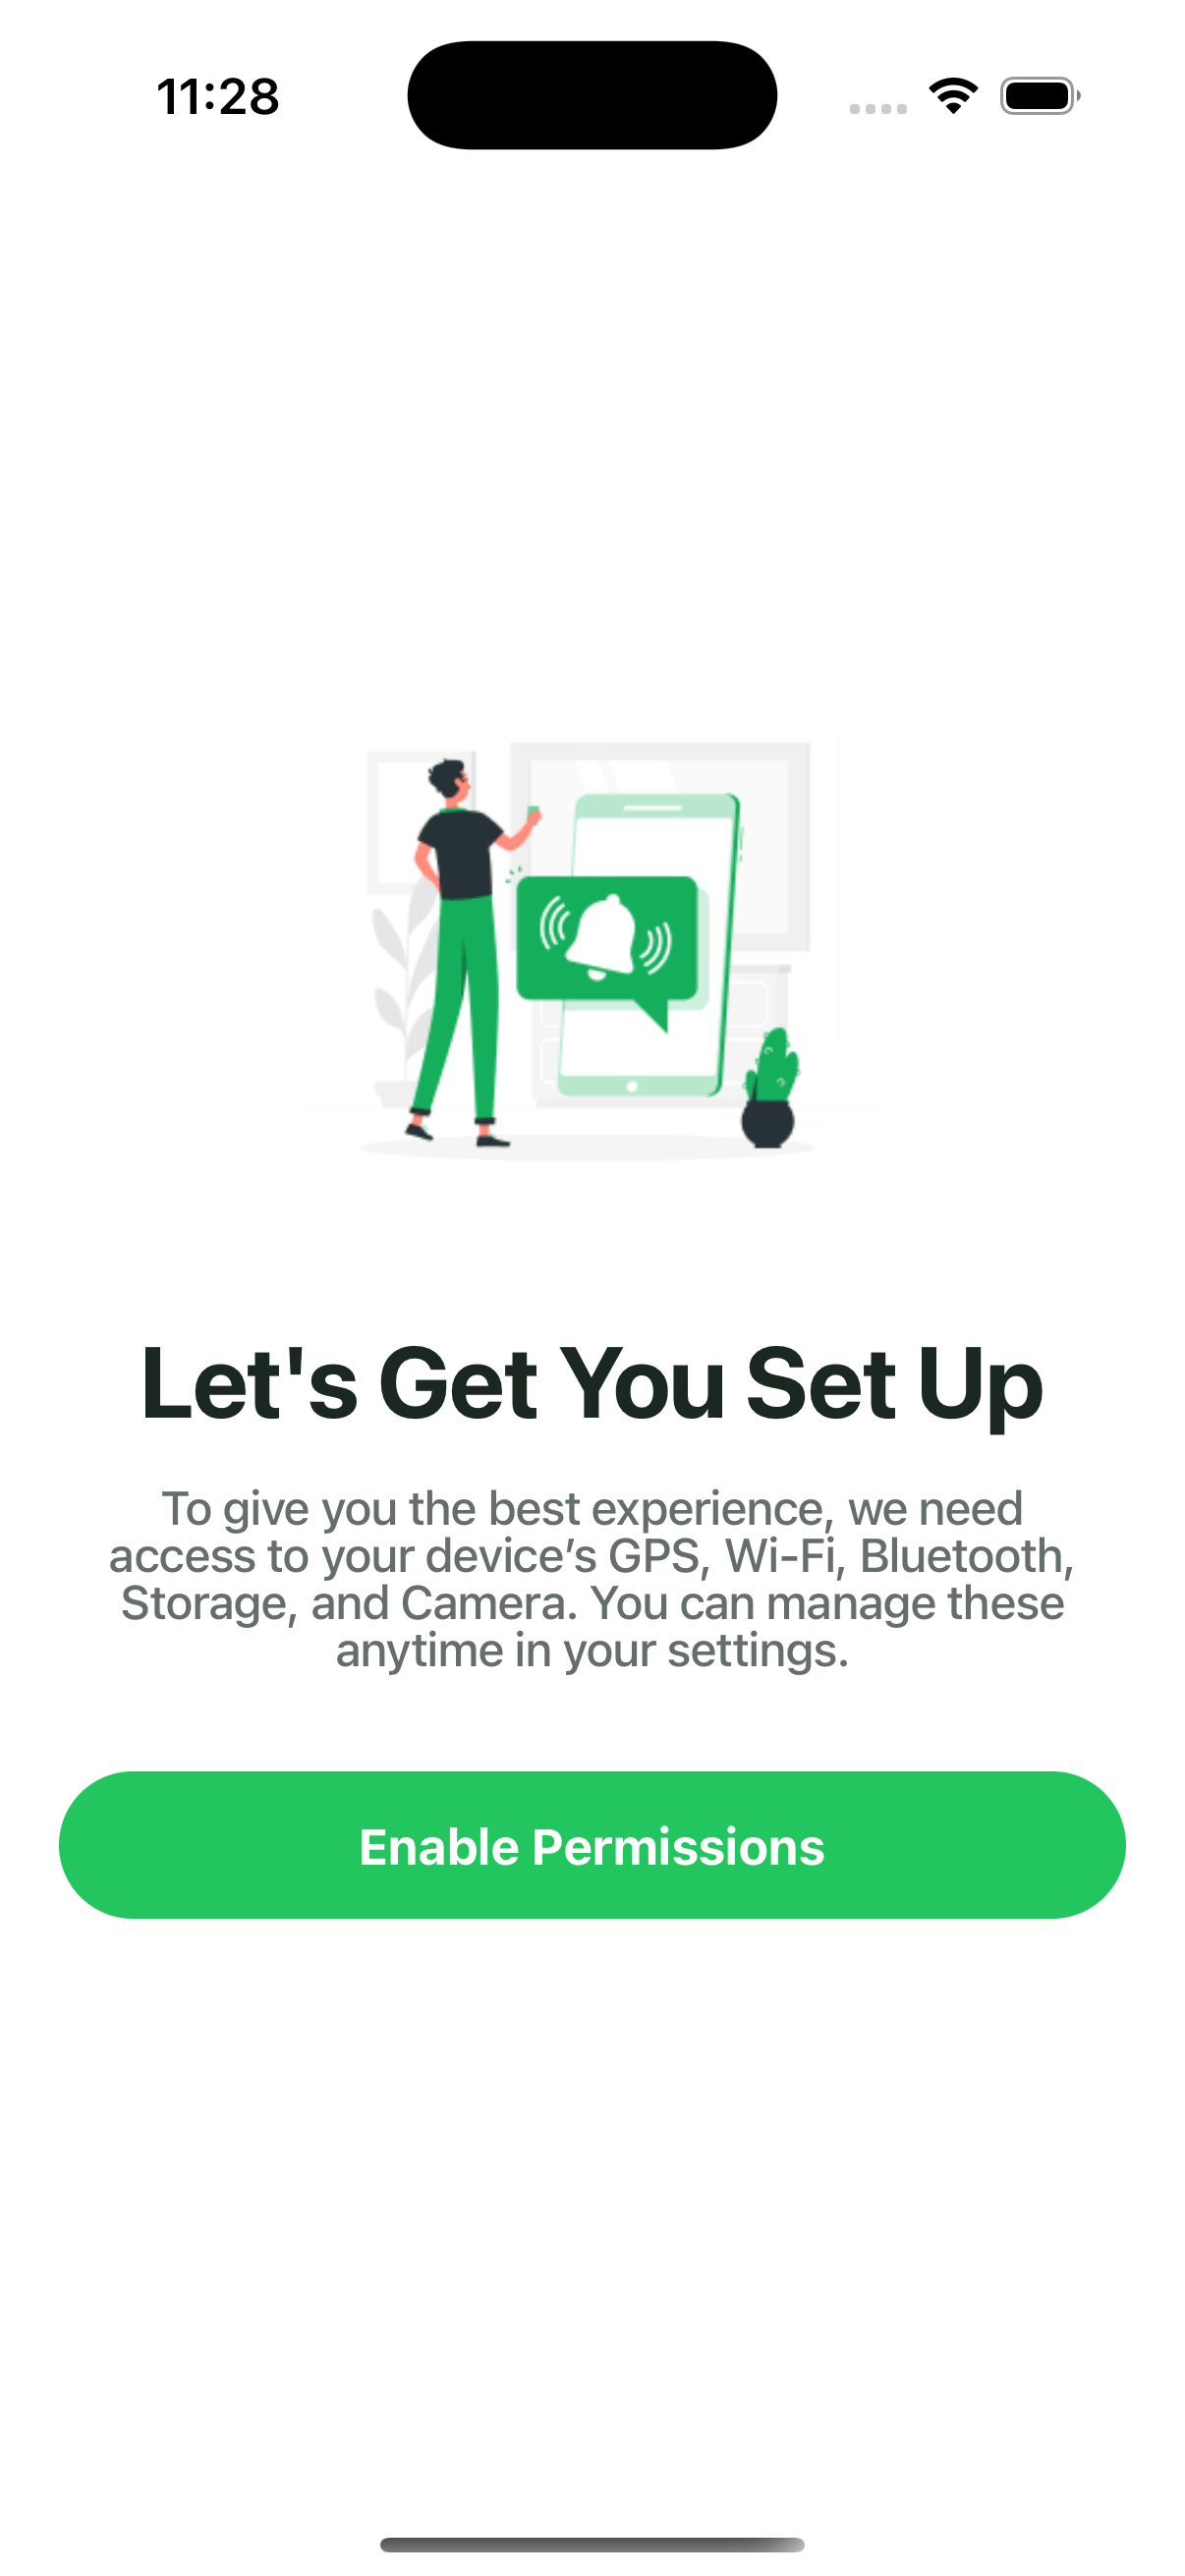 11:28
Let's Get You Set Up
To give you the best experience, we need
access to your device’s GPS, Wi-Fi, Bluetooth,
Storage, and Camera. You can manage these
anytime in your settings.
Enable Permissions